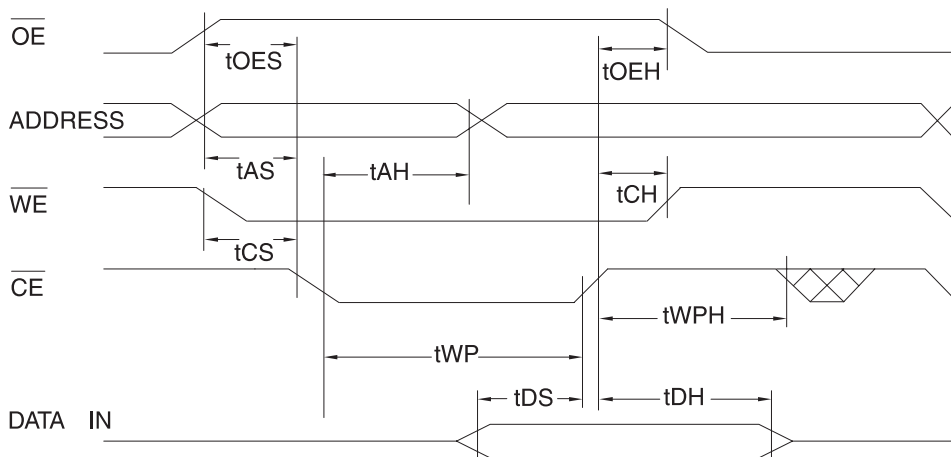 OE
tOES
tOEH
ADDRESS
tAS
tAH
tCH
WE
tCS
CE
tWPH
tWP
tDS
tDH
DATA IN